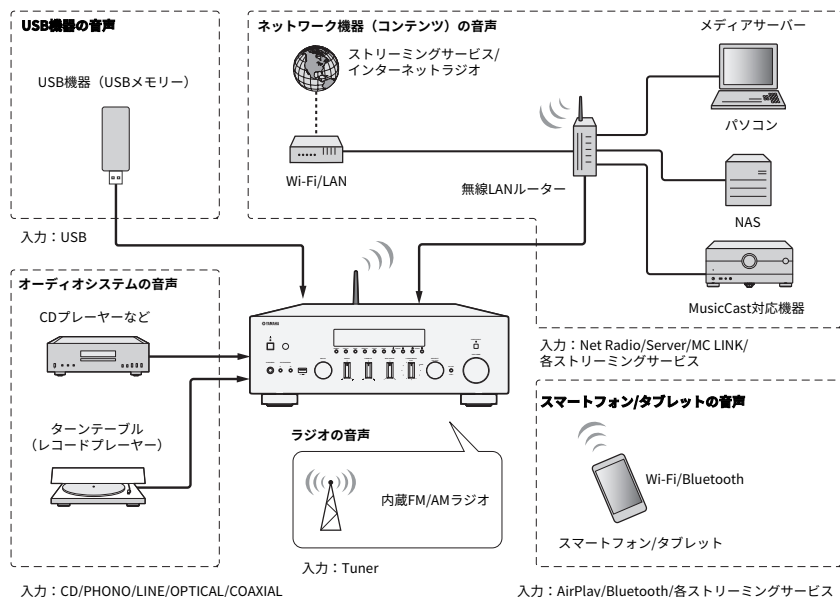 USB機器の音声
USB機器（USBメモリー）
入力：USB
ネットワーク機器（コンテンツ）の音声
ストリーミングサービス/
インターネットラジオ
Wi-Fi/LAN
無線LANルーター
メディアサーバー
パソコン
NAS
MusicCast対応機器
入力：Net Radio/Server/MC LINK/
各ストリーミングサービス
オーディオシステムの音声
CDプレーヤーなど
ターンテーブル
（レコードプレーヤー）
入力：CD/PHONO/LINE/OPTICAL/COAXIAL
YAMAHA
ラジオの音声
内蔵FM/AMラジオ
入力：Tuner
スマートフォン/タブレットの音声
Wi-Fi/Bluetooth
スマートフォン/タブレット
入力：AirPlay/Bluetooth/各ストリーミングサービス